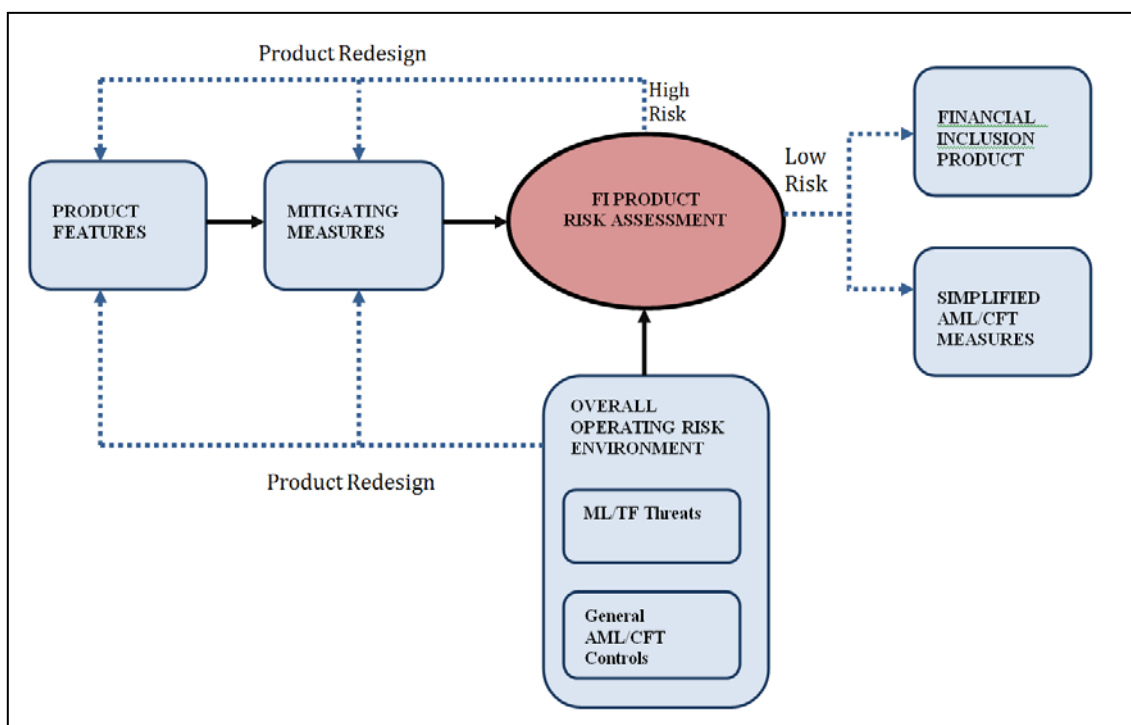 Product Redesign
High
Risk
FINANCIAL
INCLUSION
PRODUCT
Low
Risk
PRODUCT
FEATURES
MITIGATING
MEASURES
FI PRODUCT
RISK ASSESSMENT
SIMPLIFIED
AML/CFT
MEASURES
OVERALL
OPERATING RISK
ENVIRONMENT
Product Redesign
ML/TF Threats
General
AML/CFT
Controls